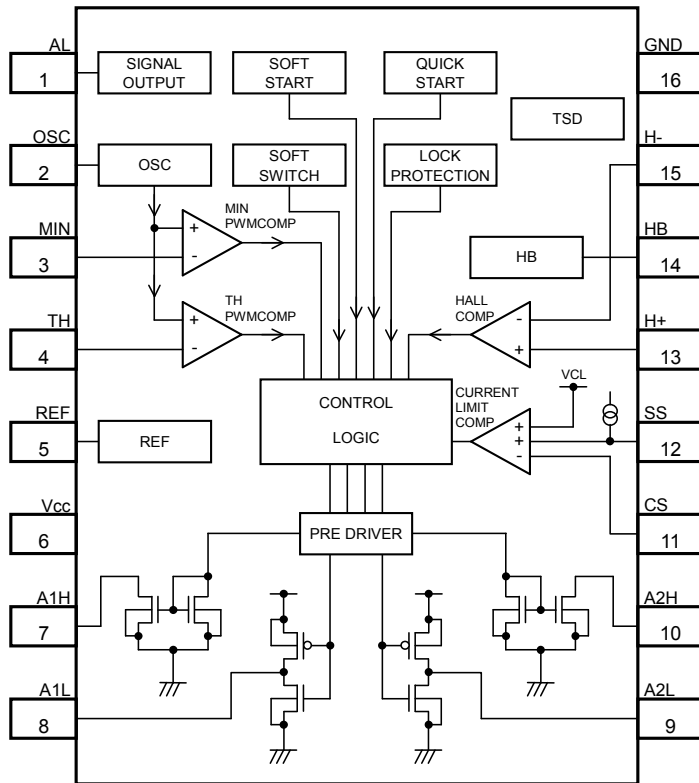 AL
1
SIGNAL
OUTPUT
SOFT
START
QUICK
START
GND
16
TSD
OSC
2
OSC
SOFT
SWITCH
LOCK
PROTECTION
H-
15
MIN
3
MIN
PWMCOMP
HB
HB
14
TH
4
TH
PWMCOMP
HALL
COMP
H+
13
REF
5
REF
CONTROL
LOGIC
CURRENT
LIMIT
COMP
VCL
SS
12
Vcc
6
PRE DRIVER
CS
11
A1H
7
A2H
10
A1L
8
A2L
9
+
-
+
-
-
+
+
+
-